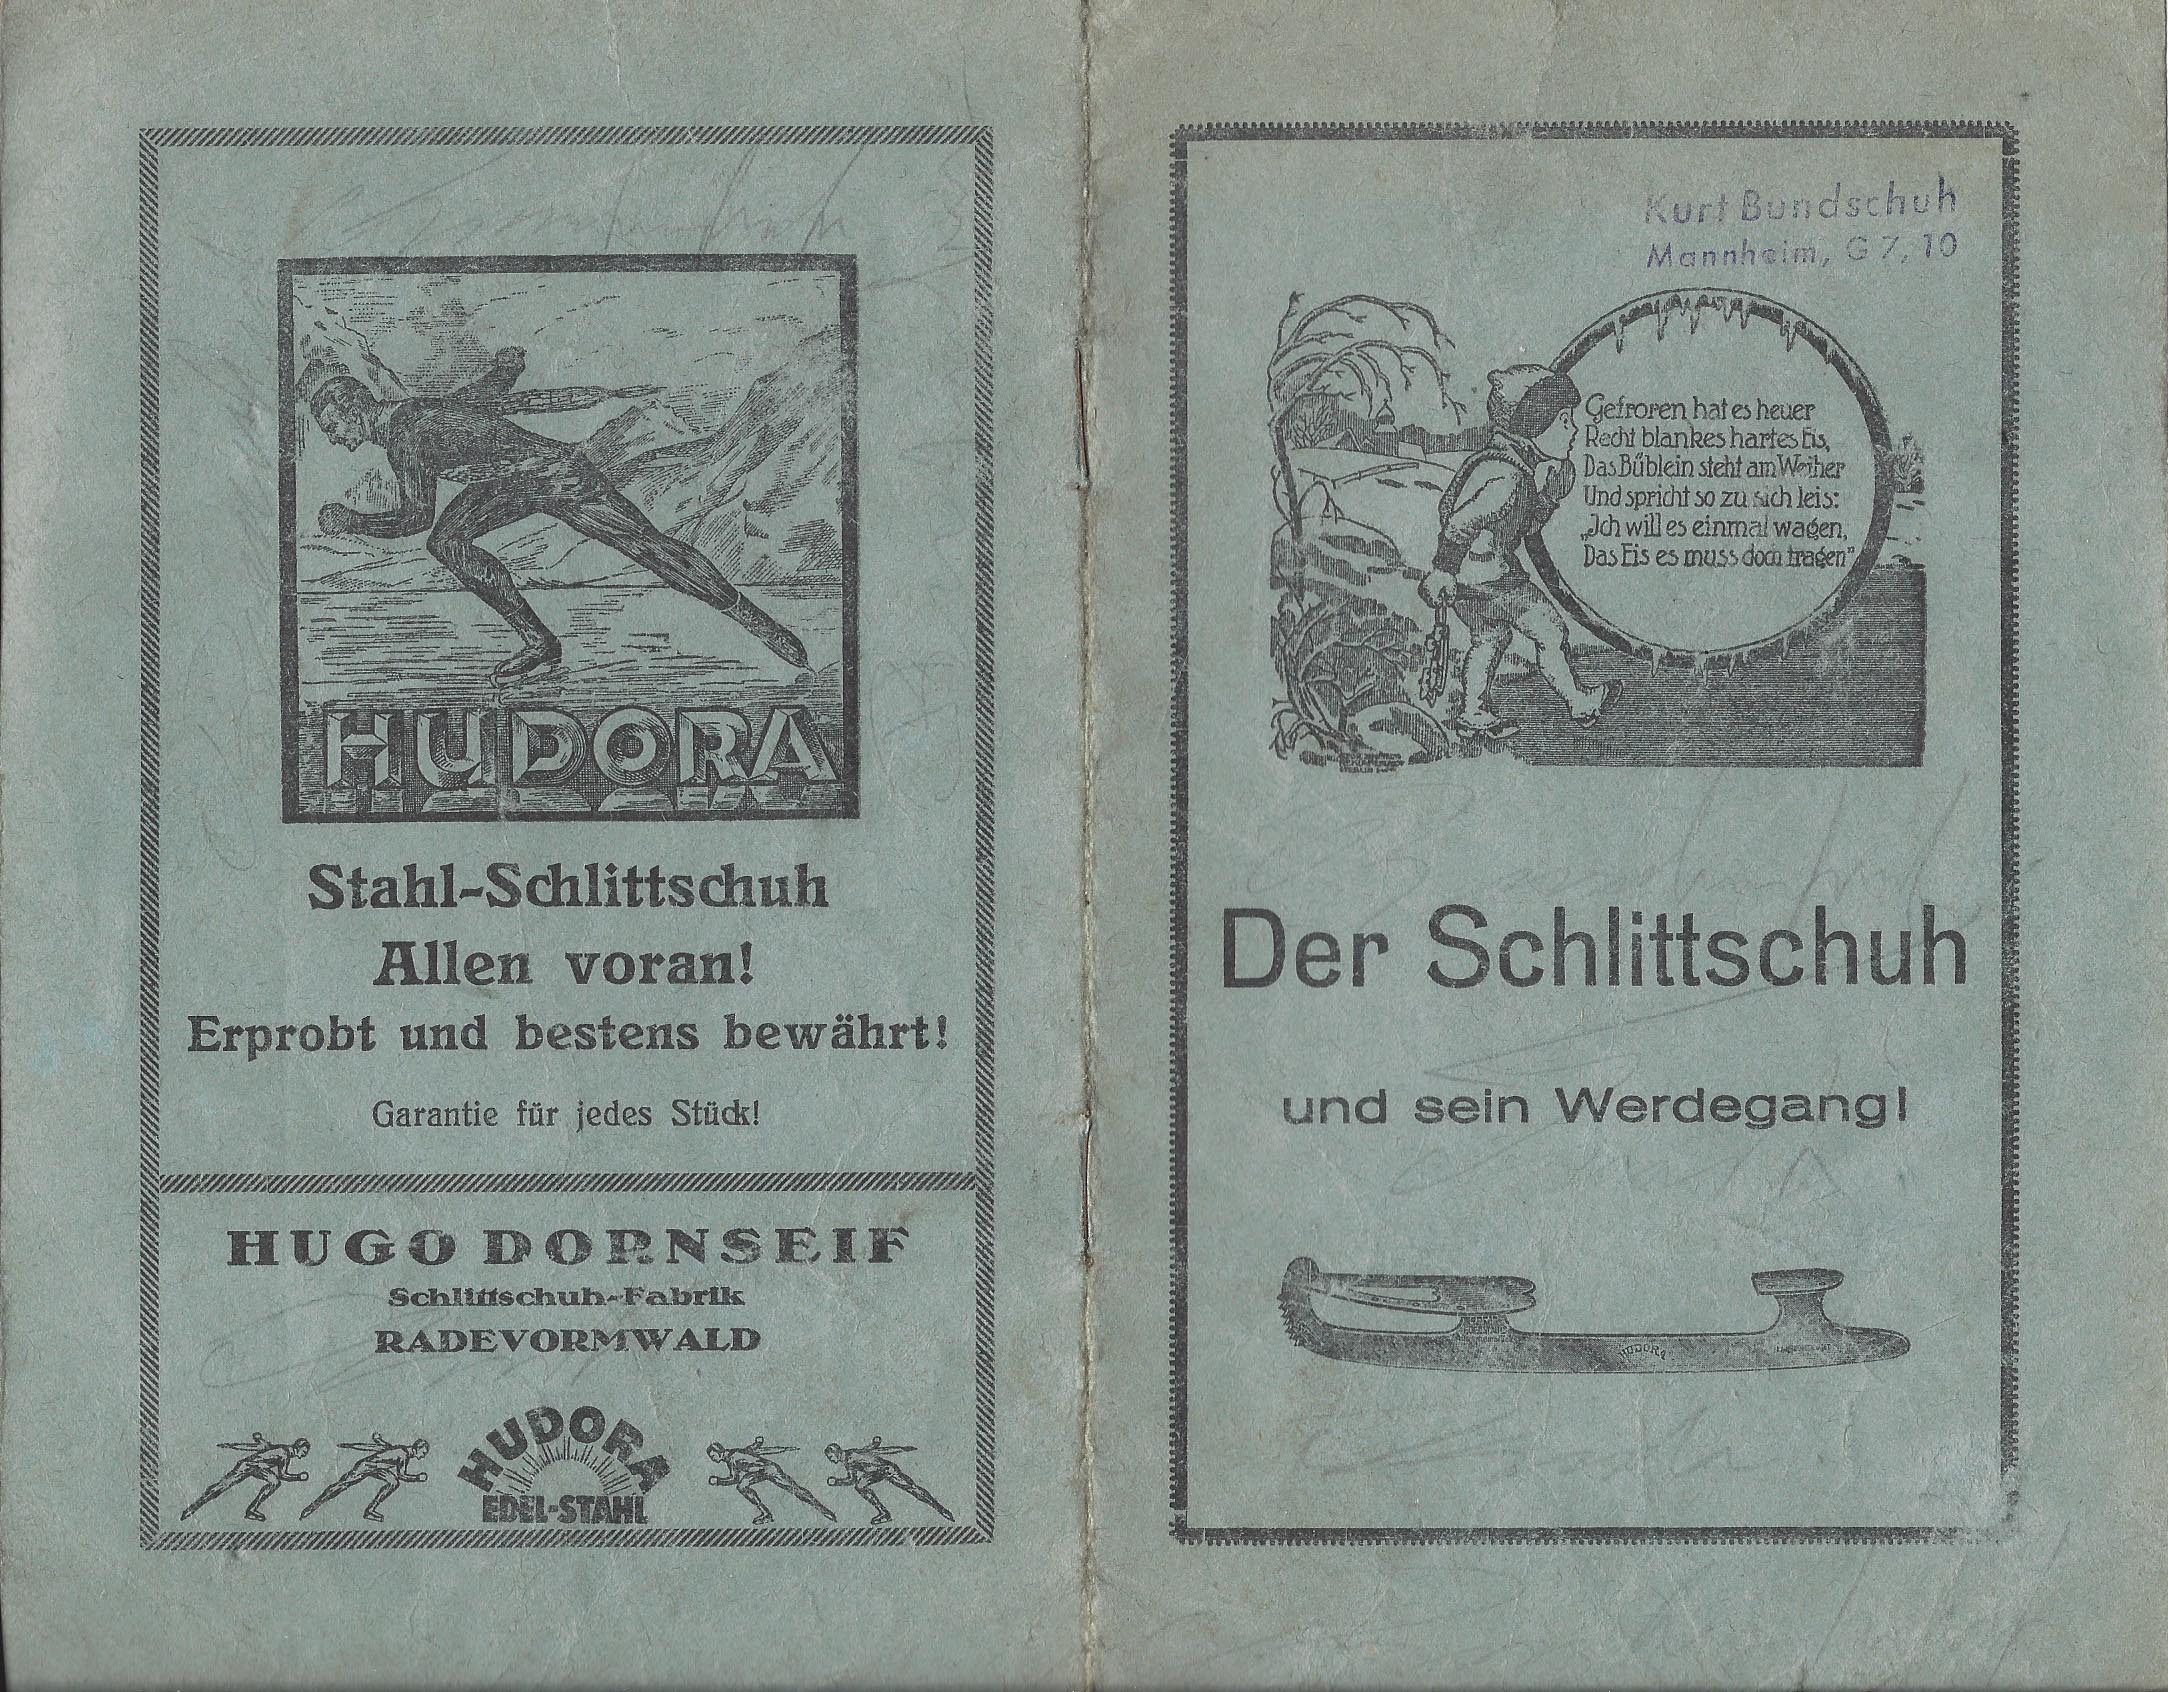 HUDORA
Stahl-Schlittschuh
Allen voran!
Erprobt und bestens bewährt!
Garantie für jedes Stück!
HUGO DORNSEIF
Schlittschuh-Fabrik
RADEVORMWALD
HUDORA
EDEL-STAHL
Kurt Bundschuh
Mannheim, G 7, 10
Gefroren hat es heuer
Recht blankes hartes Eis,
Das Büblein steht am Weiher
Und spricht so zu sich leis:
„Ich will es einmal wagen,
Das Eis es muss doch tragen"
Der Schlittschuh
und sein Werdegang!
HUDORA